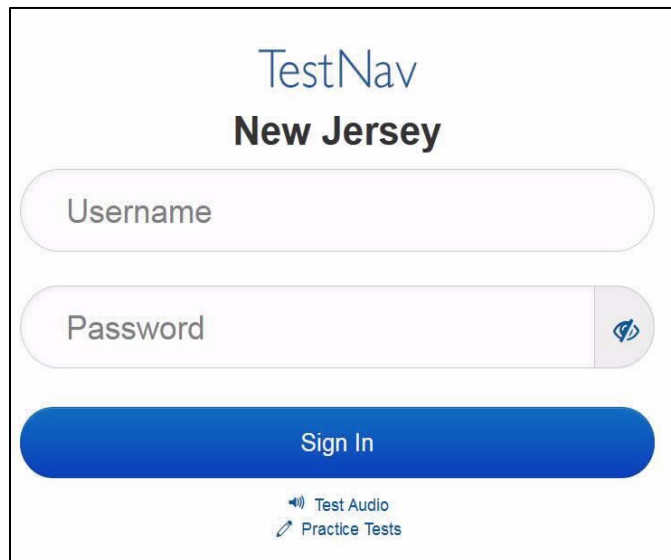 TestNav
New Jersey
Username
Password
Sign In
Test Audio
Practice Tests